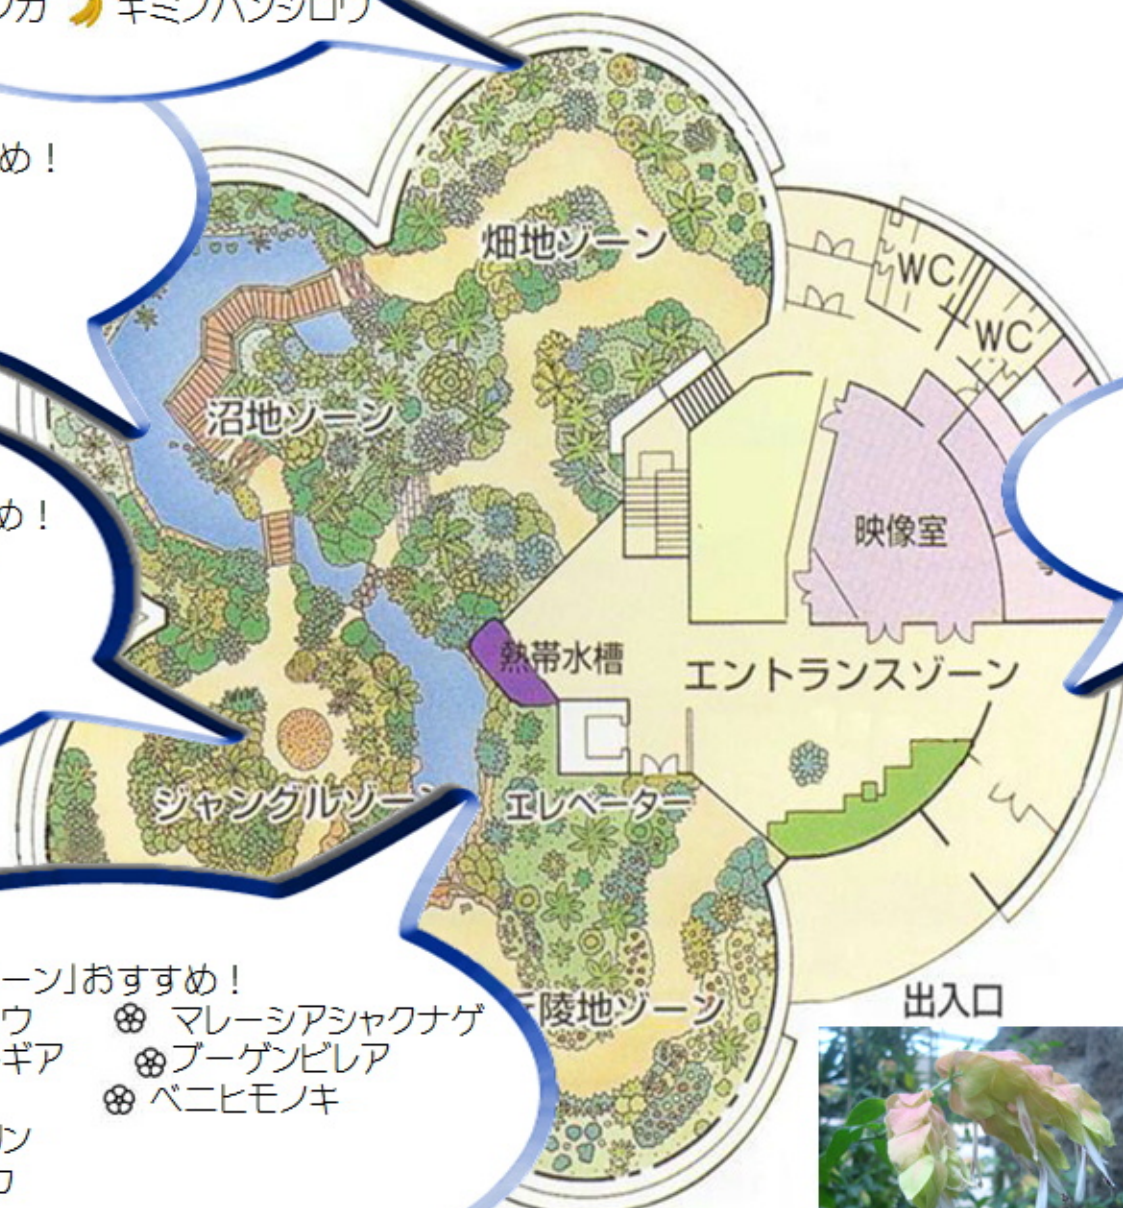 キミノバンジロウ
め！
畑地ゾーン
WC
WC
沼地ゾーン
め！
映像室
熱帯水槽
エントランスゾーン
ジャングルゾーン
エレベーター
ーン」おすすめ！
ウ マレーシアシャクナゲ
ギア ブーゲンビレア
ベニヒモノキ
リン
カ
丘陵地ゾーン
出入口